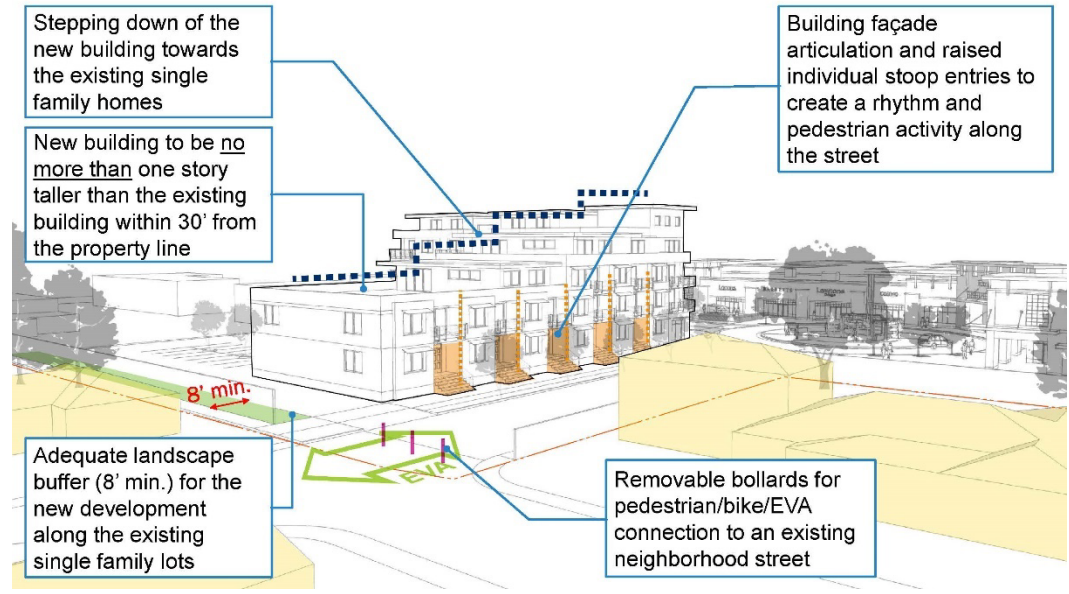 Stepping down of the
new building towards
the existing single
family homes
New building to be no
more than one story
taller than the existing
building within 30’ from
the property line
Building façade
articulation and raised
individual stoop entries to
create a rhythm and
pedestrian activity along
the street
8’ min.
EVA
Adequate landscape
buffer (8’ min.) for the
new development
along the existing
single family lots
Removable bollards for
pedestrian/bike/EVA
connection to an existing
neighborhood street